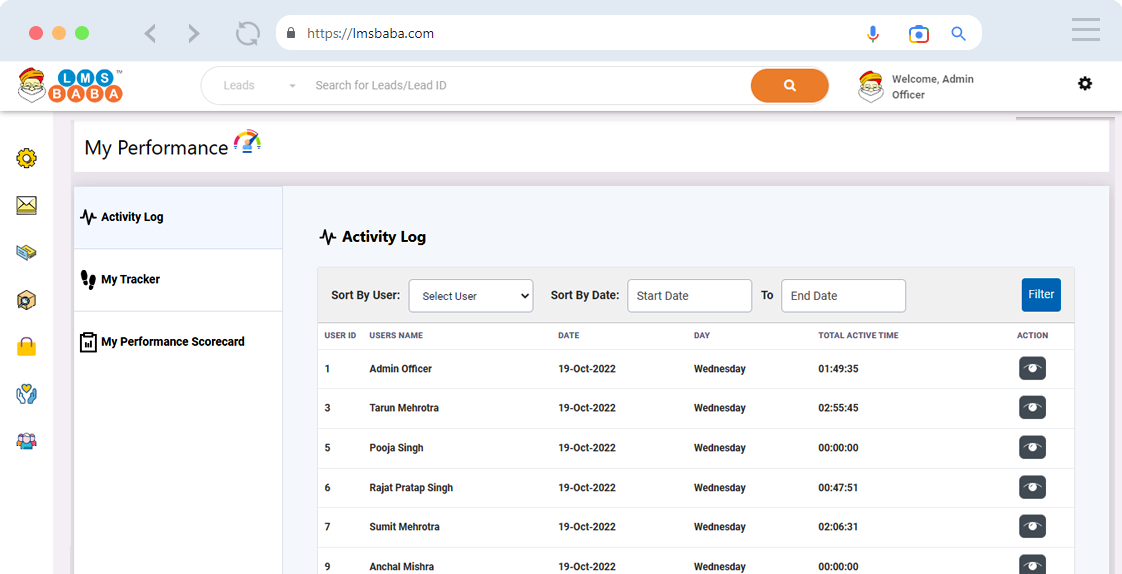 https://lmsbaba.com
LMS™
BABA
Leads
Search for Leads/Lead ID
Welcome, Admin
Officer
My Performance
Activity Log
My Tracker
My Performance Scorecard
Activity Log
Sort By User: Select User Sort By Date: Start Date To End Date Filter
USER ID USERS NAME DATE DAY TOTAL ACTIVE TIME ACTION
1 Admin Officer 19-Oct-2022 Wednesday 01:49:35
3 Tarun Mehrotra 19-Oct-2022 Wednesday 02:55:45
5 Pooja Singh 19-Oct-2022 Wednesday 00:00:00
6 Rajat Pratap Singh 19-Oct-2022 Wednesday 00:47:51
7 Sumit Mehrotra 19-Oct-2022 Wednesday 02:06:31
9 Anchal Mishra 19-Oct-2022 Wednesday 00:00:00